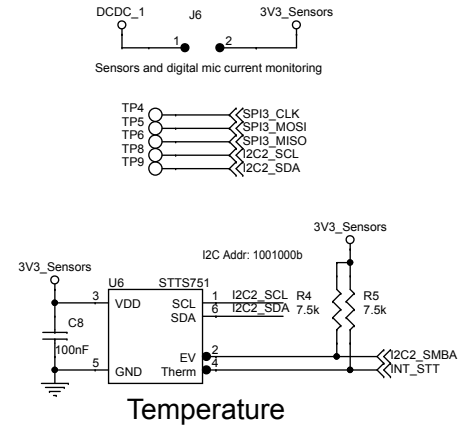 DCDC_1 J6 3V3_Sensors
1 2
Sensors and digital mic current monitoring
TP4 SPI3_CLK
TP5 SPI3_MOSI
TP6 SPI3_MISO
TP8 I2C2_SCL
TP9 I2C2_SDA
3V3_Sensors
I2C Addr: 1001000b
3V3_Sensors
U6 STTS751
3 VDD SCL 1 I2C2_SCL R4 R5
SDA 6 I2C2_SDA 7.5k 7.5k
C8
100nF
EV 2 I2C2_SMBA
5 GND Therm 4 INT_STT
Temperature